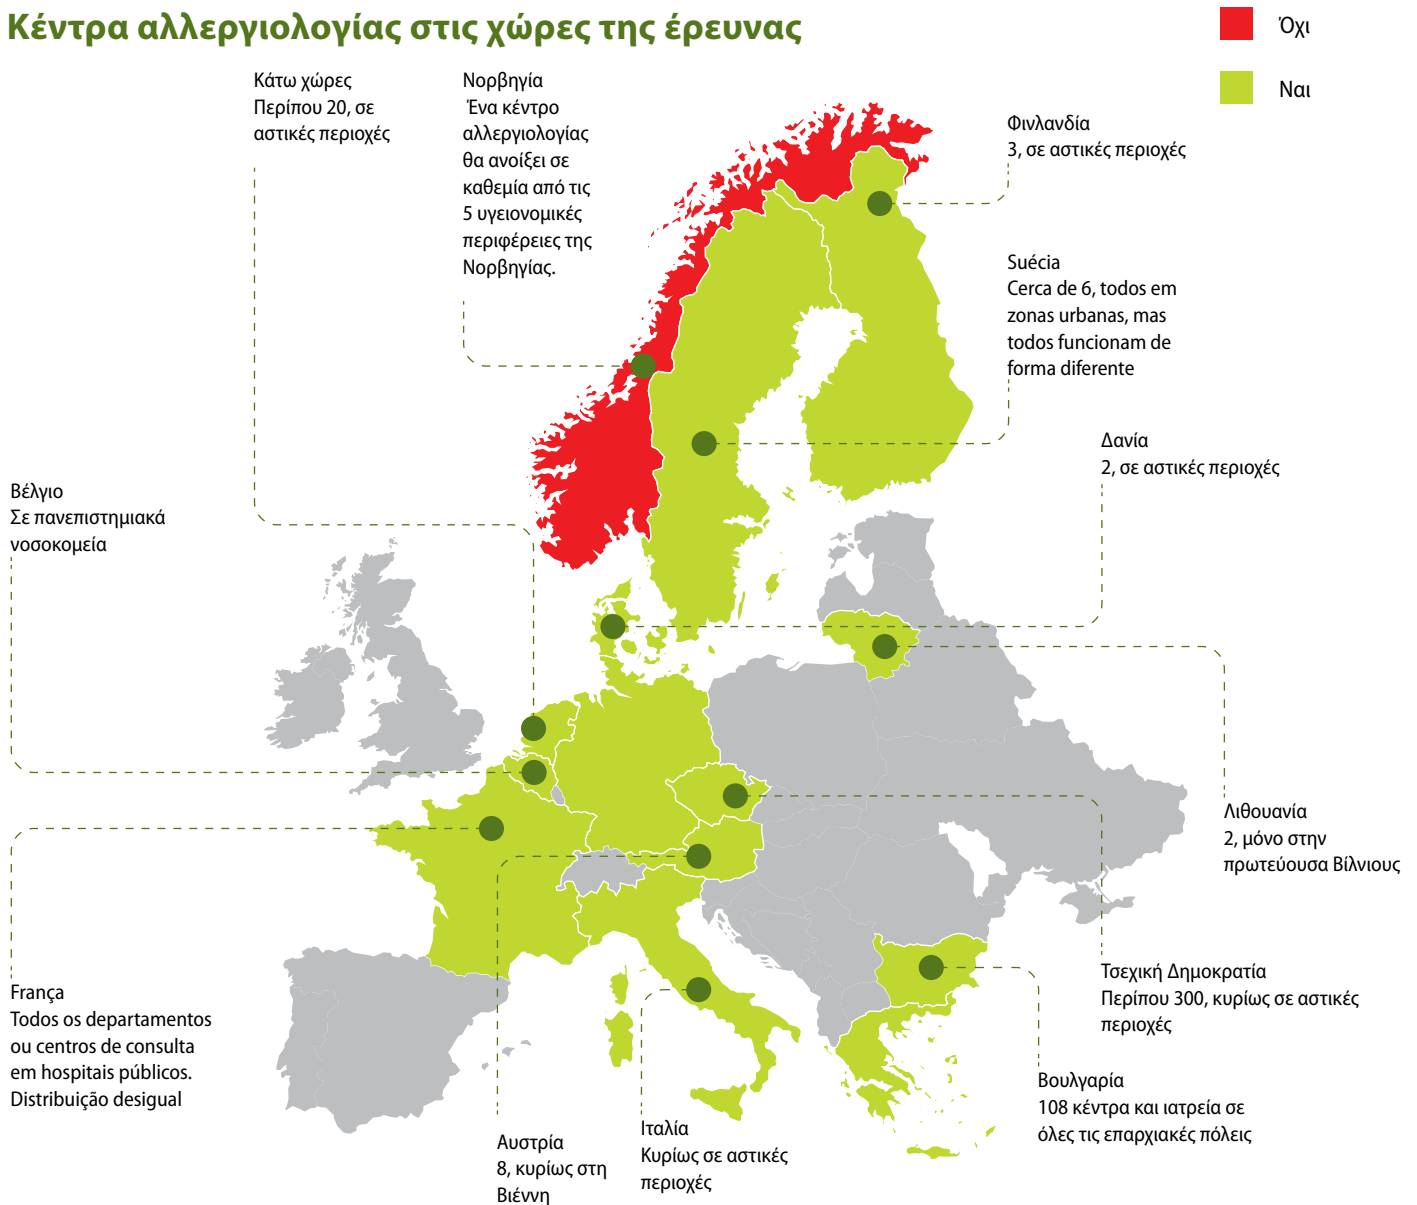 Κέντρα αλλεργιολογίας στις χώρες της έρευνας
Όχι
Ναι
Κάτω χώρες
Περίπου 20, σε
αστικές περιοχές
Νορβηγία
Ένα κέντρο
αλλεργιολογίας
θα ανοίξει σε
καθεμία από τις
5 υγειονομικές
περιφέρειες της
Νορβηγίας.
Φινλανδία
3, σε αστικές περιοχές
Suécia
Cerca de 6, todos em
zonas urbanas, mas
todos funcionam de
forma diferente
Δανία
2, σε αστικές περιοχές
Βέλγιο
Σε πανεπιστημιακά
νοσοκομεία
Λιθουανία
2, μόνο στην
πρωτεύουσα Βίλνιους
Τσεχική Δημοκρατία
Περίπου 300, κυρίως σε αστικές
περιοχές
França
Todos os departamentos
ou centros de consulta
em hospitais públicos.
Distribuição desigual
Βουλγαρία
108 κέντρα και ιατρεία σε
όλες τις επαρχιακές πόλεις
Αυστρία
8, κυρίως στη
Βιέννη
Ιταλία
Κυρίως σε αστικές
περιοχές